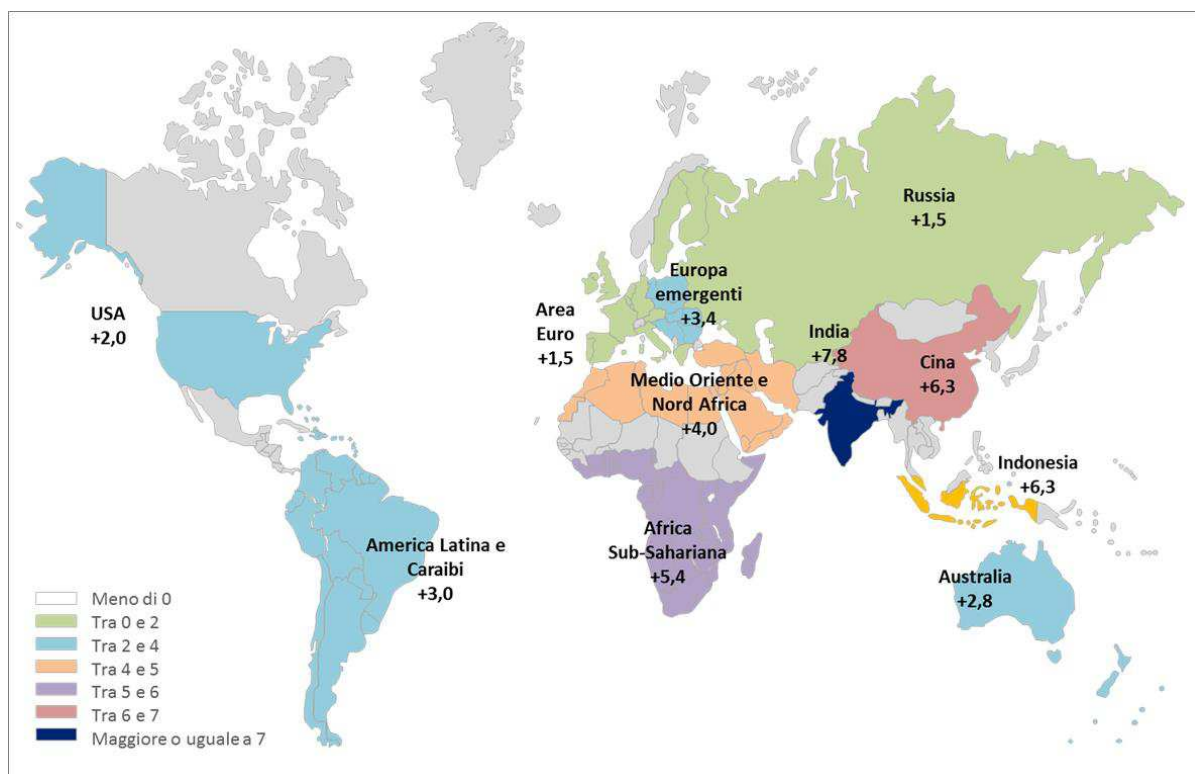 Russia
+1,5
Europa
emergenti
+3,4
USA
+2,0
Area
Euro
+1,5
India
+7,8
Cina
+6,3
Medio Oriente e
Nord Africa
+4,0
Indonesia
+6,3
Africa
Sub-Sahariana
+5,4
America Latina e
Caraibi
+3,0
Australia
+2,8
Meno di 0
Tra 0 e 2
Tra 2 e 4
Tra 4 e 5
Tra 5 e 6
Tra 6 e 7
Maggiore o uguale a 7